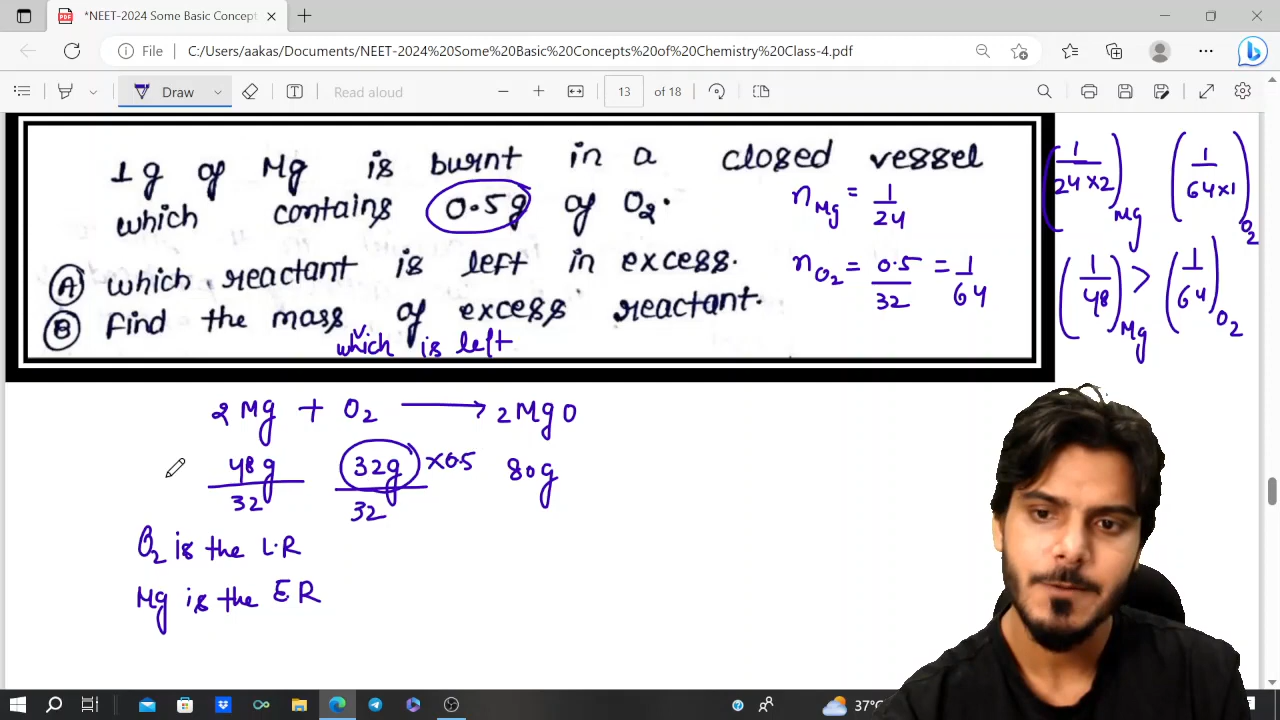 *NEET-2024 Some Basic Concept
File C:/Users/aakas/Documents/NEET-2024%20Some%20Basic%20Concepts%20of%20Chemistry%20Class-4.pdf
Draw Read aloud 13 of 18
1g of Mg is burnt in a closed vessel
which contains 0.5g of O₂.
(A) which reactant is left in excess.
(B) Find the mass of excess reactant.
which is left
n Mg = 1/24
n O₂ = 0.5/32 = 1/64
(1/24×2) Mg (1/64×1) O₂
(1/48) Mg > (1/64) O₂
2Mg + O₂ ⟶ 2MgO
48g/32 32g/32 ×0.5 80g
O₂ is the L.R
Mg is the ER
37°C